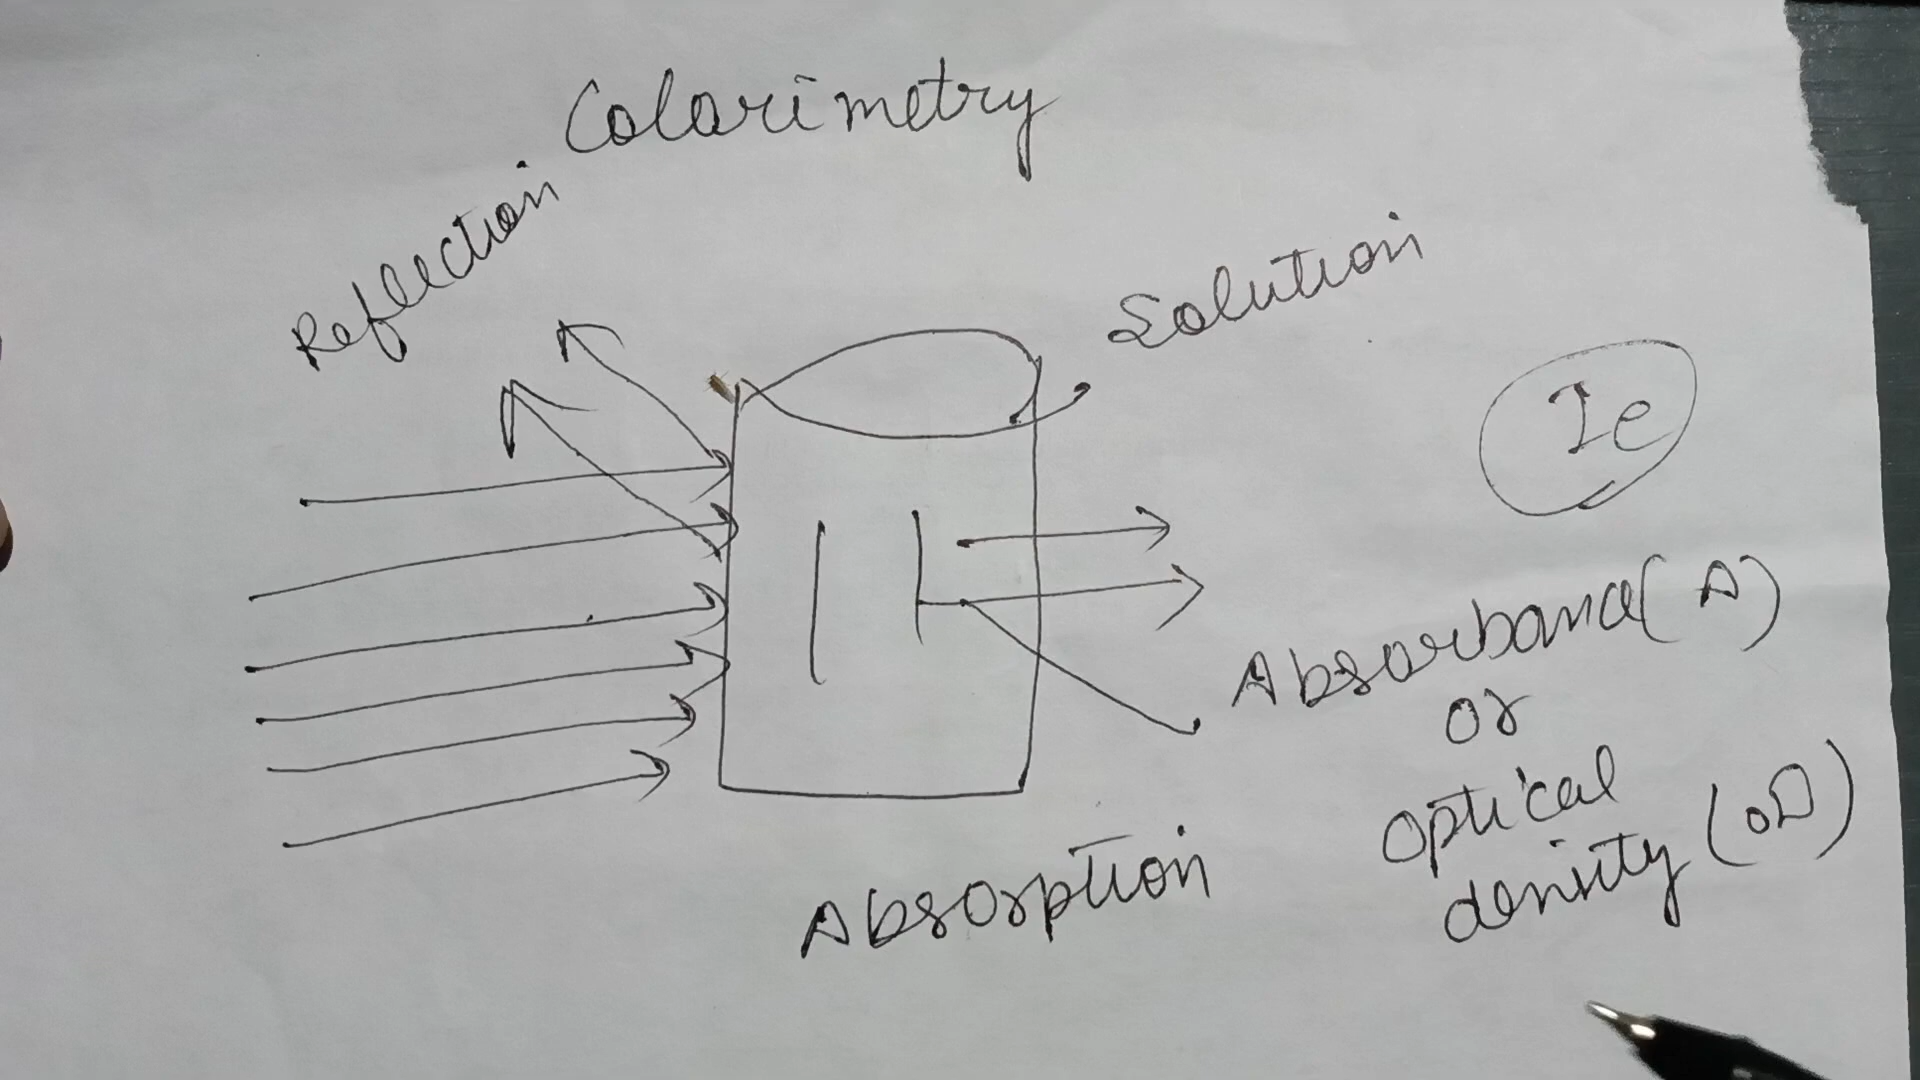 Colorimetry
Reflection
Solution
Ie
Absorbance (A)
or
optical
density (OD)
Absorption